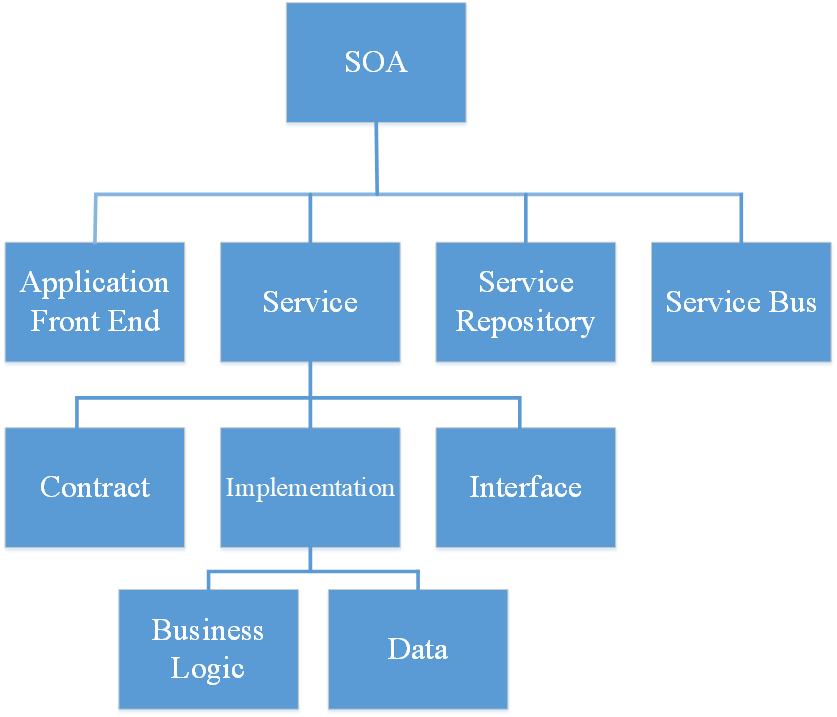 SOA
Application
Front End
Service
Service
Repository
Service Bus
Contract
Implementation
Interface
Business
Logic
Data